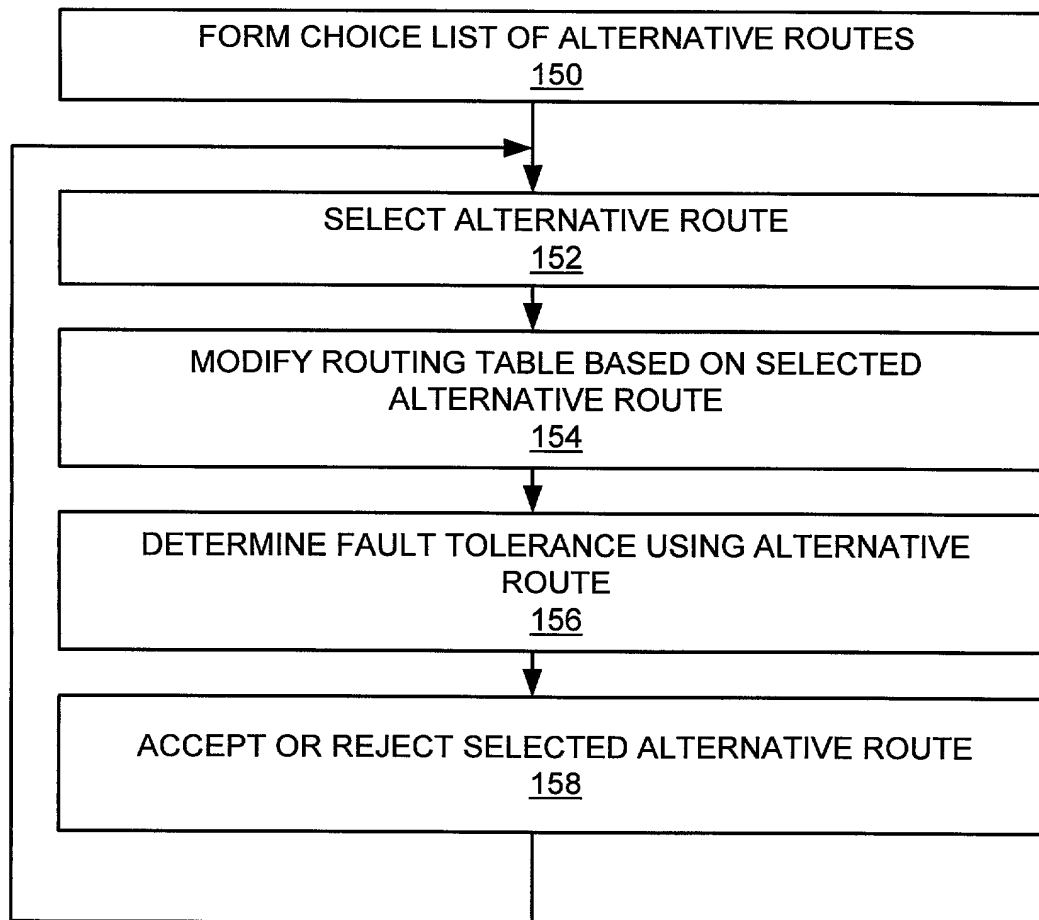 FORM CHOICE LIST OF ALTERNATIVE ROUTES
150
SELECT ALTERNATIVE ROUTE
152
MODIFY ROUTING TABLE BASED ON SELECTED
ALTERNATIVE ROUTE
154
DETERMINE FAULT TOLERANCE USING ALTERNATIVE
ROUTE
156
ACCEPT OR REJECT SELECTED ALTERNATIVE ROUTE
158